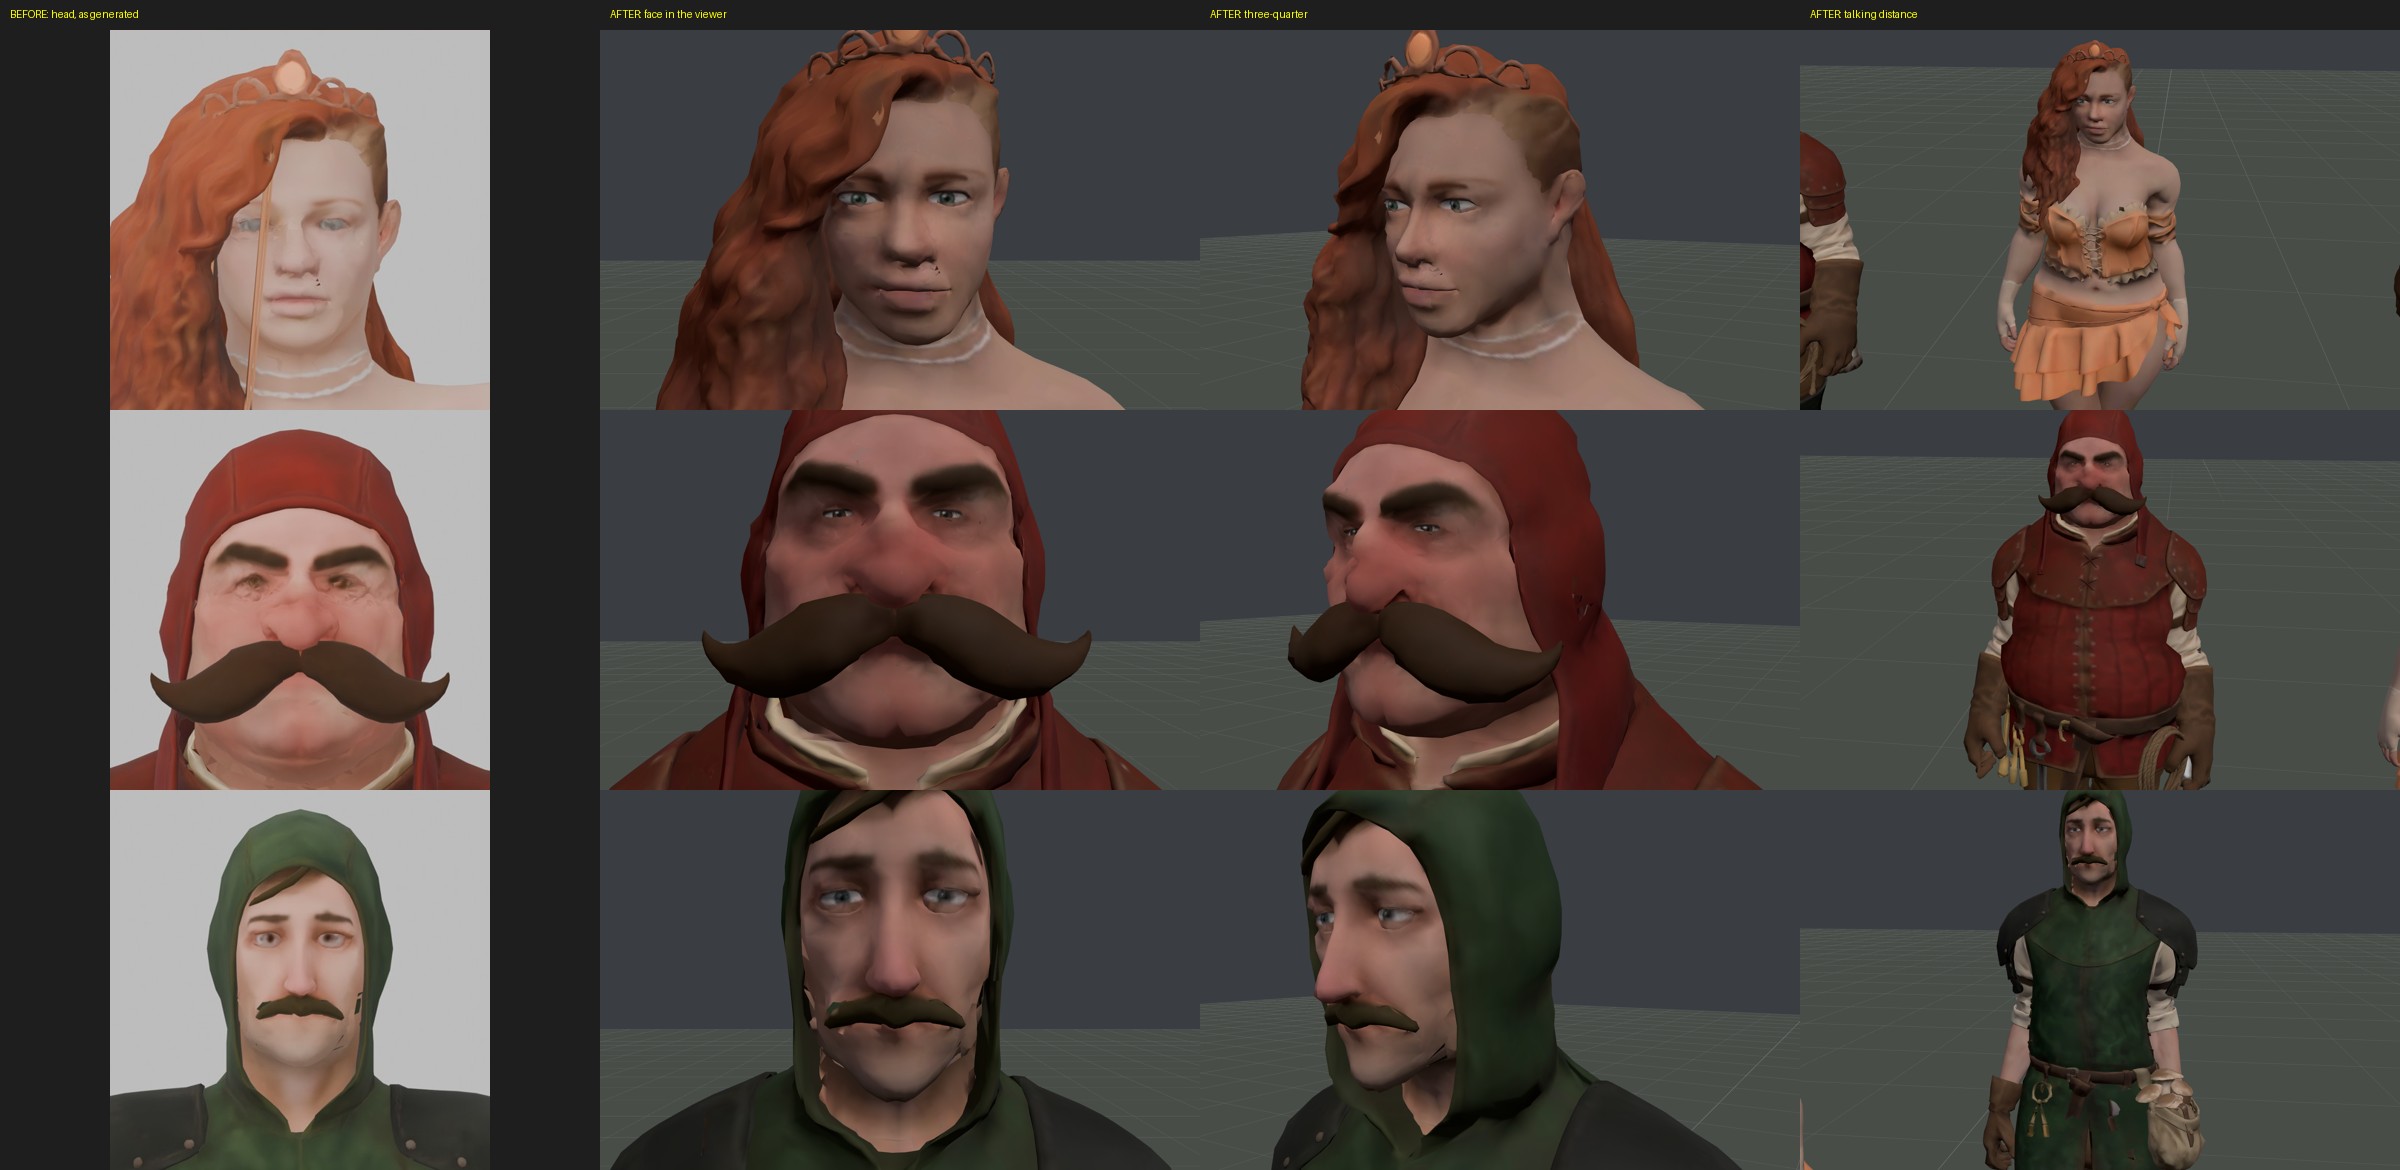 BEFORE: head, as generated
AFTER: face in the viewer
AFTER: three-quarter
AFTER: talking distance